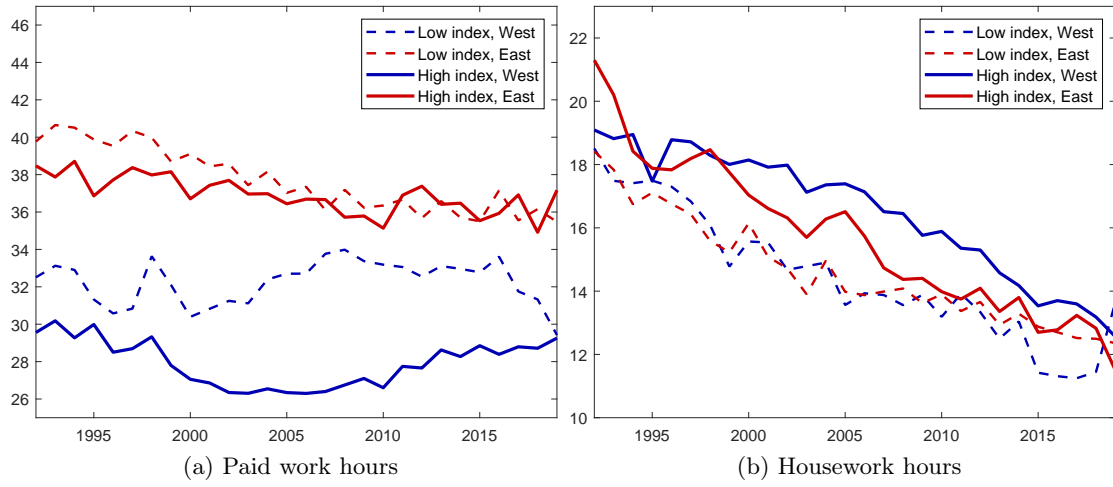 46
44
42
40
38
36
34
32
30
28
26
1995 2000 2005 2010 2015
Low index, West
Low index, East
High index, West
High index, East
(a) Paid work hours
22
20
18
16
14
12
10
1995 2000 2005 2010 2015
Low index, West
Low index, East
High index, West
High index, East
(b) Housework hours